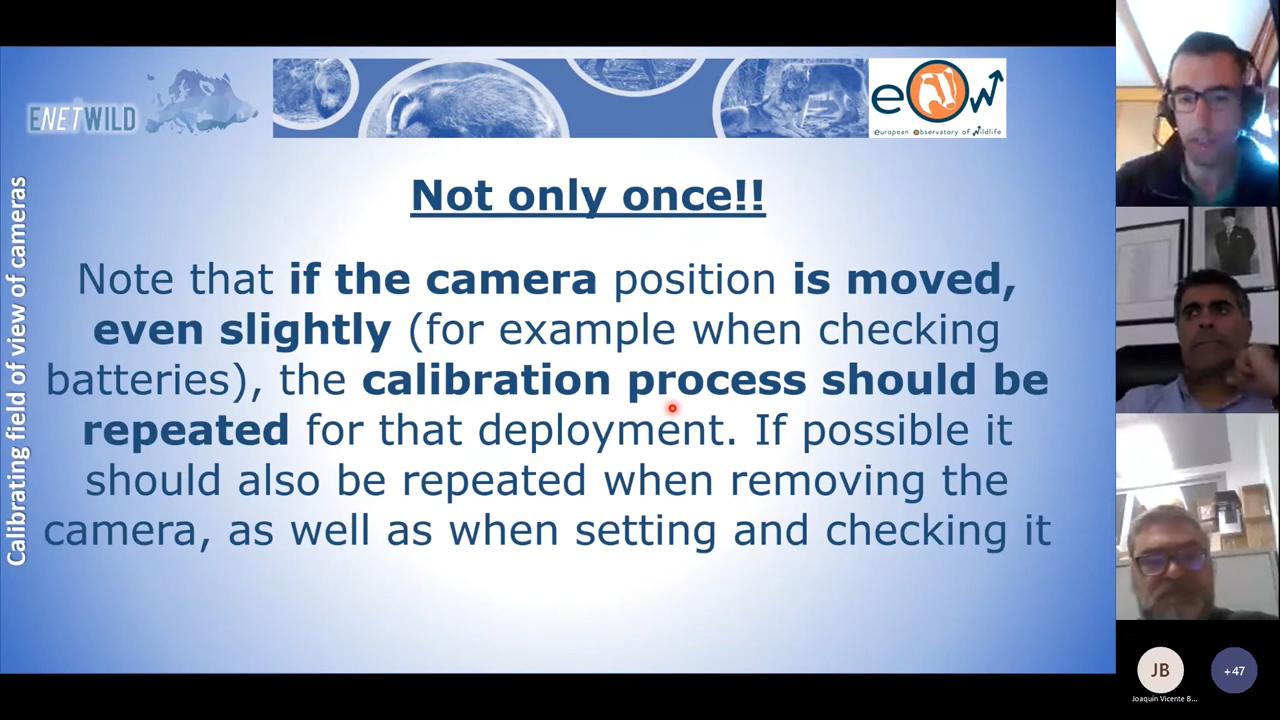 ENETWILD
eOw
european Observatory of Wildlife
Calibrating field of view of cameras
Not only once!!
Note that if the camera position is moved,
even slightly (for example when checking
batteries), the calibration process should be
repeated for that deployment. If possible it
should also be repeated when removing the
camera, as well as when setting and checking it
JB
+47
Joaquín Vicente B...